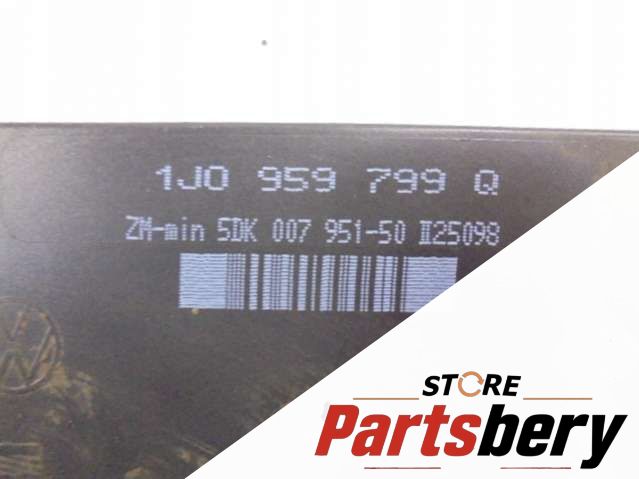 1J0 959 799 Q
ZM-min 5DK 007 951-50 II25098
STORE
Partsbery